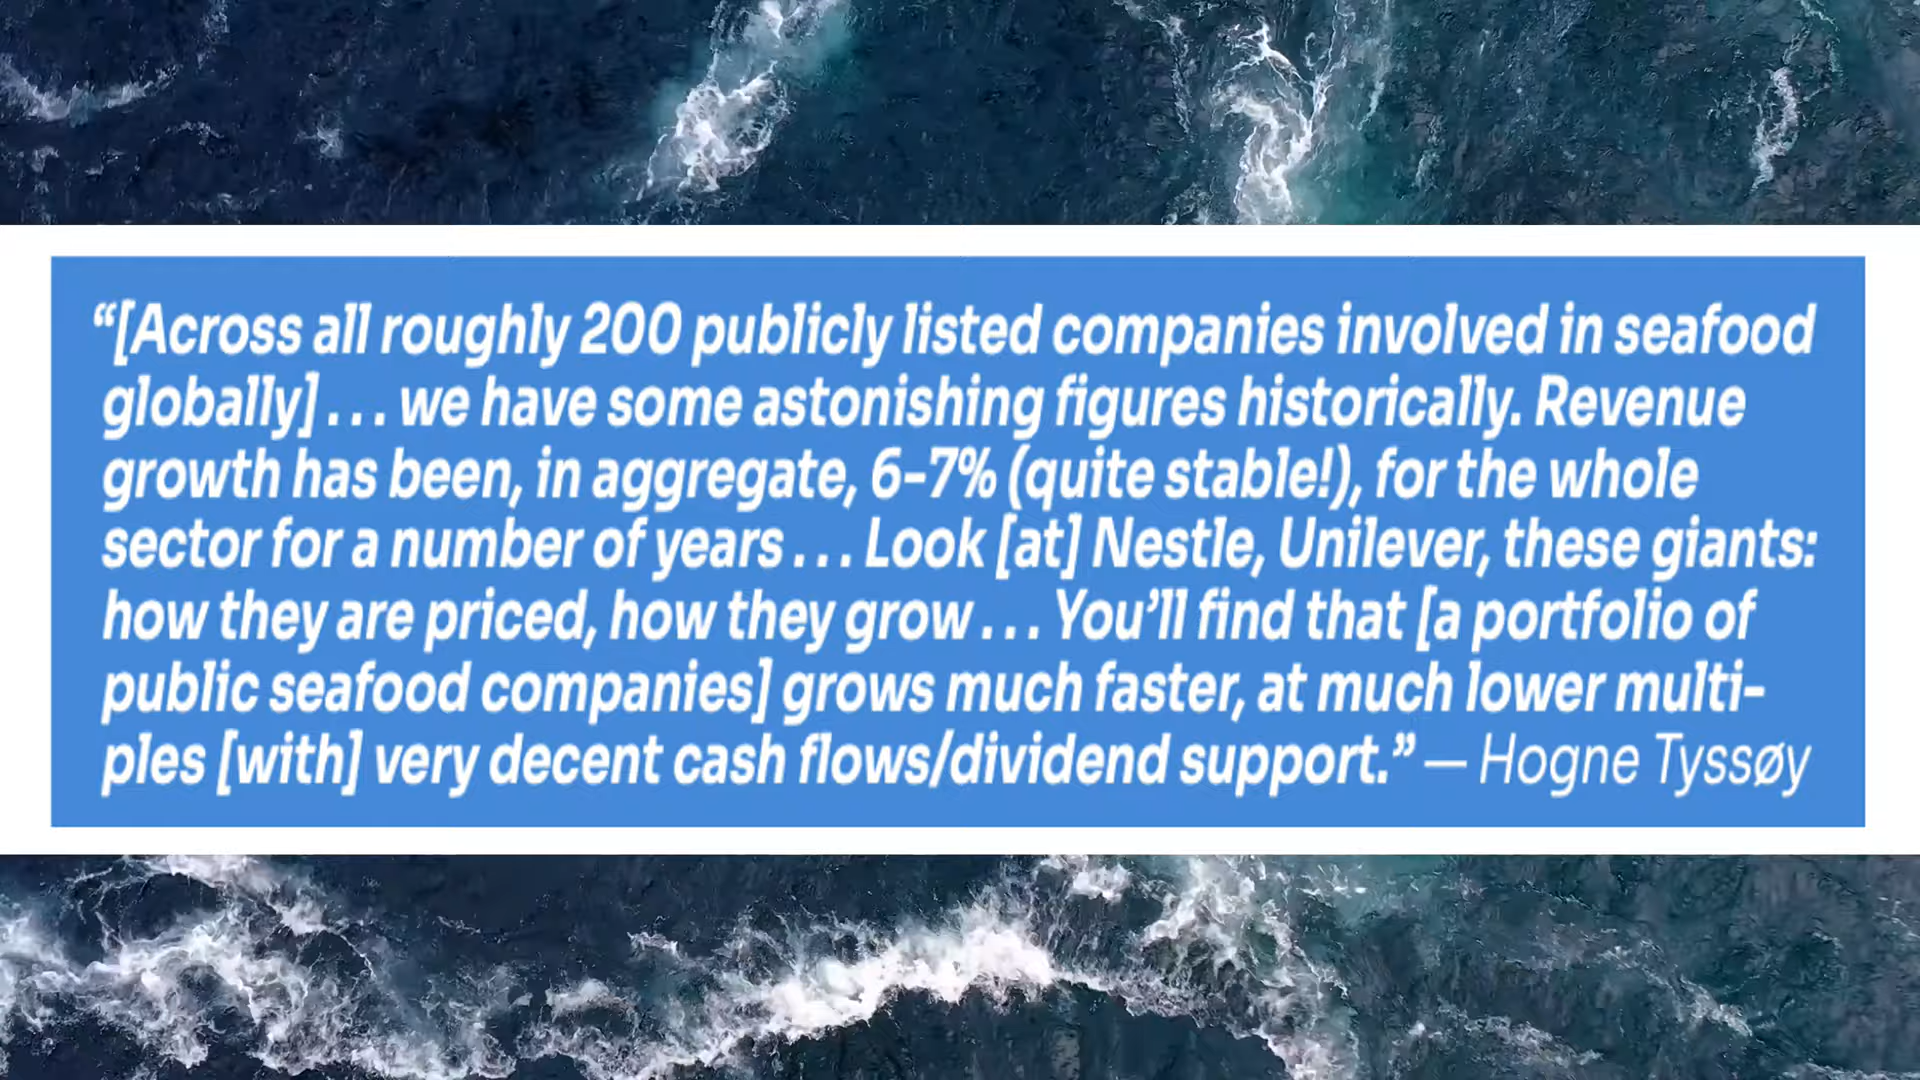 “[Across all roughly 200 publicly listed companies involved in seafood
globally] . . . we have some astonishing figures historically. Revenue
growth has been, in aggregate, 6–7% (quite stable!), for the whole
sector for a number of years . . . Look [at] Nestle, Unilever, these giants:
how they are priced, how they grow . . . You’ll find that [a portfolio of
public seafood companies] grows much faster, at much lower multi-
ples [with] very decent cash flows/dividend support.” — Hogne Tyssøy